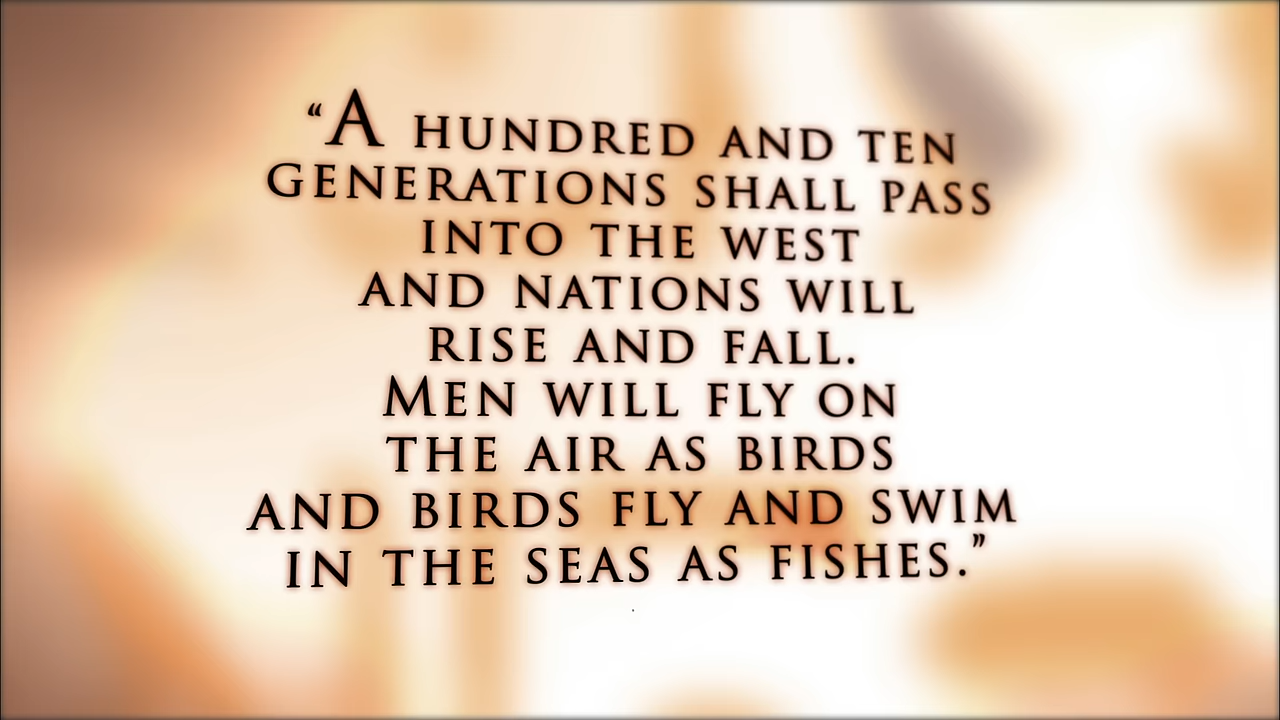 “A HUNDRED AND TEN
GENERATIONS SHALL PASS
INTO THE WEST
AND NATIONS WILL
RISE AND FALL.
MEN WILL FLY ON
THE AIR AS BIRDS
AND BIRDS FLY AND SWIM
IN THE SEAS AS FISHES.”